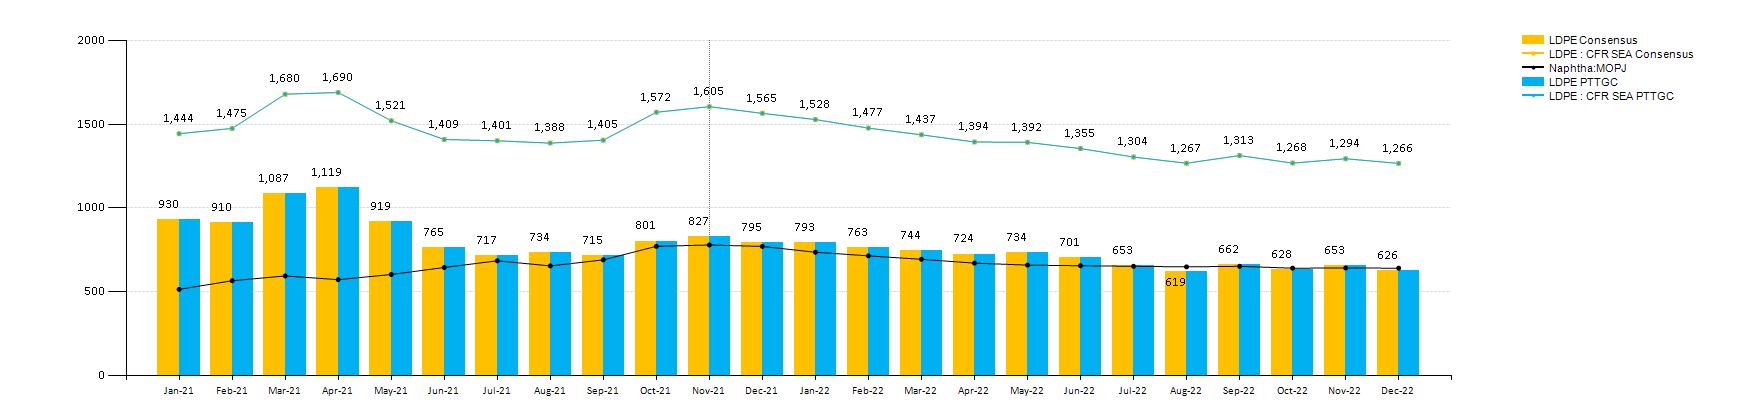 2000
1500
1000
500
0
1,444
1,475
1,680
1,690
1,521
1,409
1,401
1,388
1,405
1,572
1,605
1,565
1,528
1,477
1,437
1,394
1,392
1,355
1,304
1,267
1,313
1,268
1,294
1,266
930
910
1,087
1,119
919
765
717
734
715
801
827
795
793
763
744
724
734
701
653
619
662
628
653
626
Jan-21
Feb-21
Mar-21
Apr-21
May-21
Jun-21
Jul-21
Aug-21
Sep-21
Oct-21
Nov-21
Dec-21
Jan-22
Feb-22
Mar-22
Apr-22
May-22
Jun-22
Jul-22
Aug-22
Sep-22
Oct-22
Nov-22
Dec-22
LDPE Consensus
LDPE : CFR SEA Consensus
Naphtha:MOPJ
LDPE PTTGC
LDPE : CFR SEA PTTGC